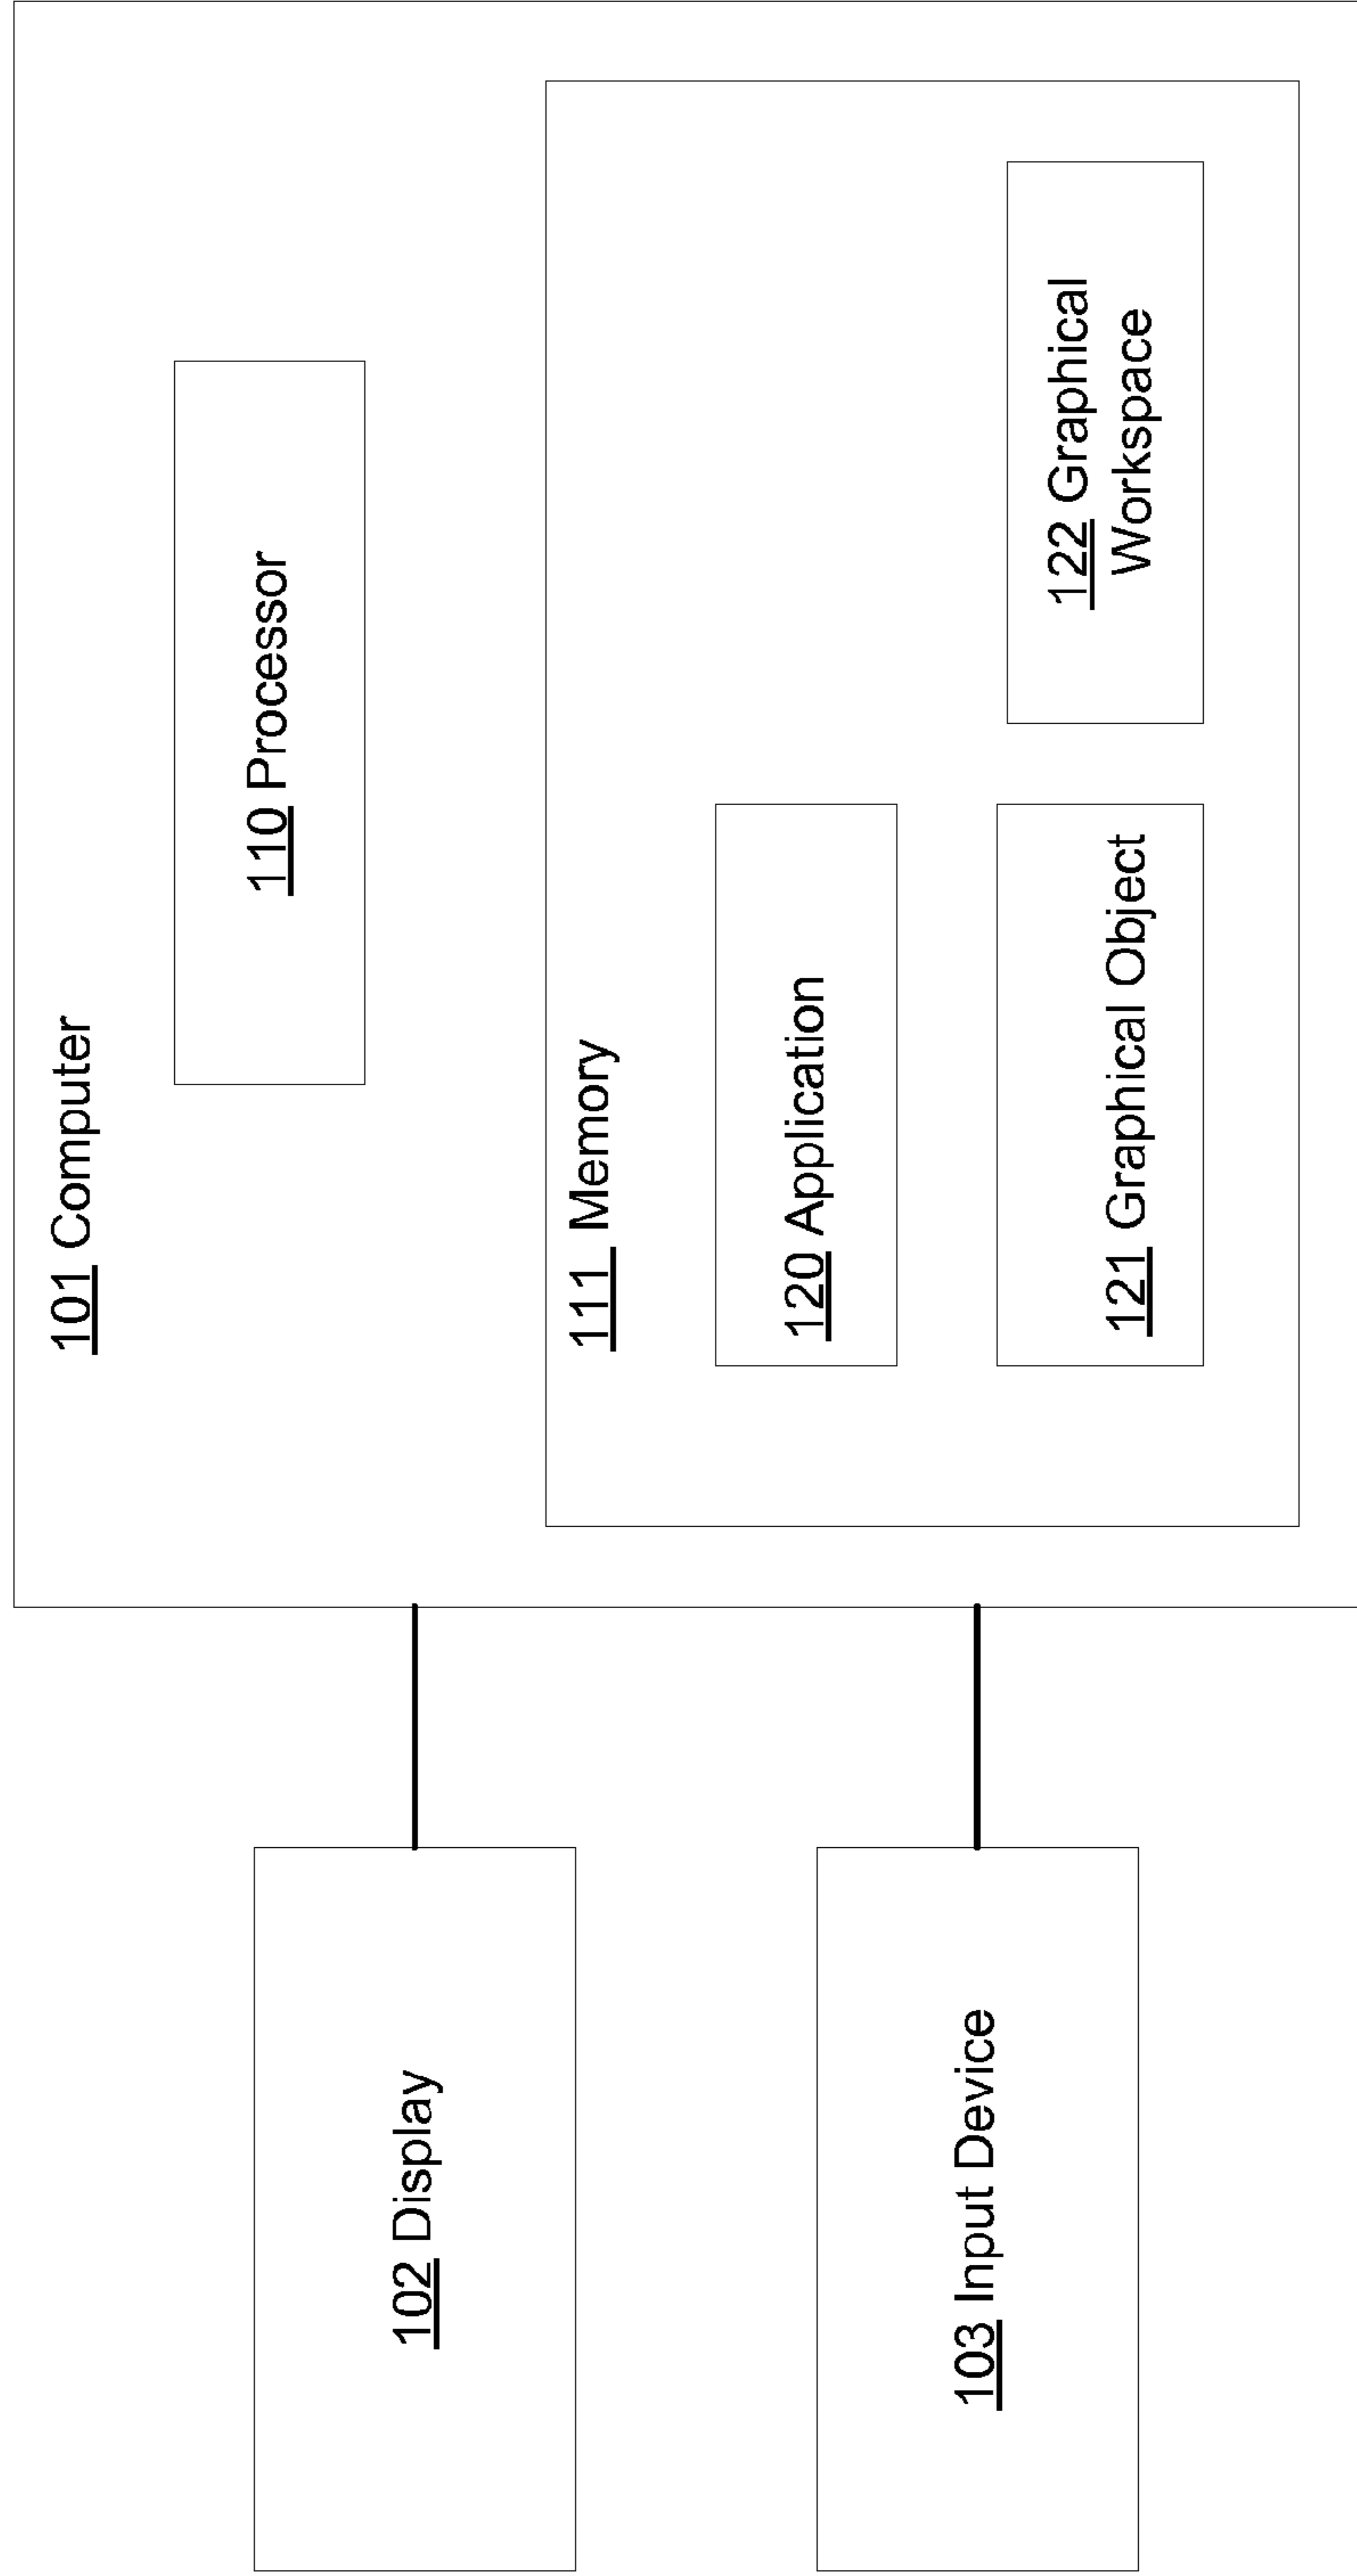 101 Computer
110 Processor
102 Display
111 Memory
120 Application
103 Input Device
121 Graphical Object
122 Graphical
Workspace